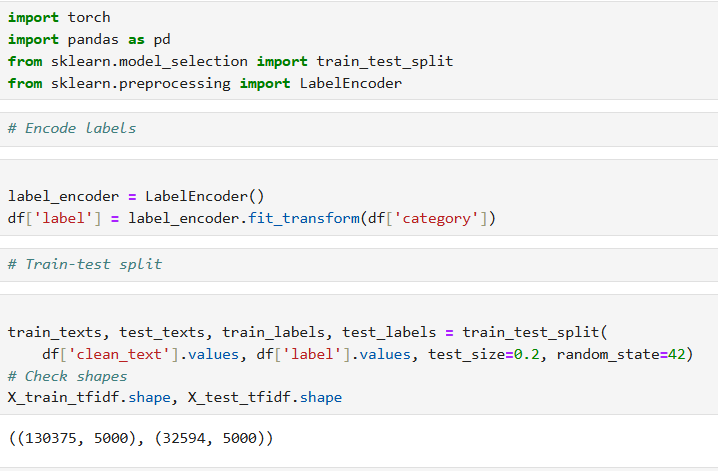 import torch
import pandas as pd
from sklearn.model_selection import train_test_split
from sklearn.preprocessing import LabelEncoder
# Encode labels
label_encoder = LabelEncoder()
df['label'] = label_encoder.fit_transform(df['category'])
# Train-test split
train_texts, test_texts, train_labels, test_labels = train_test_split(
    df['clean_text'].values, df['label'].values, test_size=0.2, random_state=42)
# Check shapes
X_train_tfidf.shape, X_test_tfidf.shape
((130375, 5000), (32594, 5000))